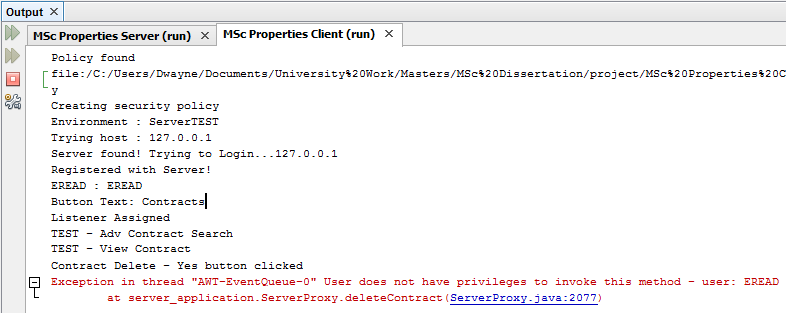 Output
MSc Properties Server (run)
MSc Properties Client (run)
Policy found
file:/C:/Users/Dwayne/Documents/University%20Work/Masters/MSc%20Dissertation/project/MSc%20Properties%20C
y
Creating security policy
Environment : ServerTEST
Trying host : 127.0.0.1
Server found! Trying to Login...127.0.0.1
Registered with Server!
EREAD : EREAD
Button Text: Contracts
Listener Assigned
TEST - Adv Contract Search
TEST - View Contract
Contract Delete - Yes button clicked
Exception in thread "AWT-EventQueue-0" User does not have privileges to invoke this method - user: EREAD
at server_application.ServerProxy.deleteContract(ServerProxy.java:2077)